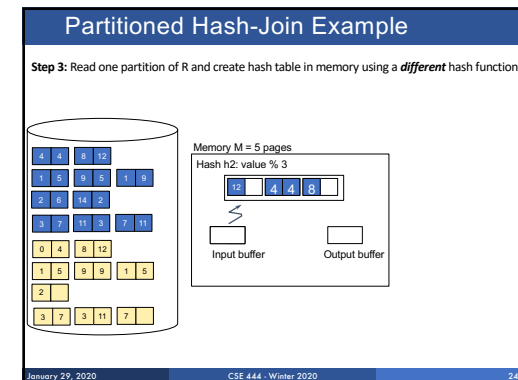 Partitioned Hash-Join Example
Step 3: Read one partition of R and create hash table in memory using a different hash function
Memory M = 5 pages
Hash h2: value % 3
12 4 4 8
Input buffer Output buffer
4 4 8 12
1 5 9 5 1 9
2 6 14 2
3 7 11 3 7 11
0 4 8 12
1 5 9 9 1 5
2
3 7 3 11 7
January 29, 2020 CSE 444 - Winter 2020 24